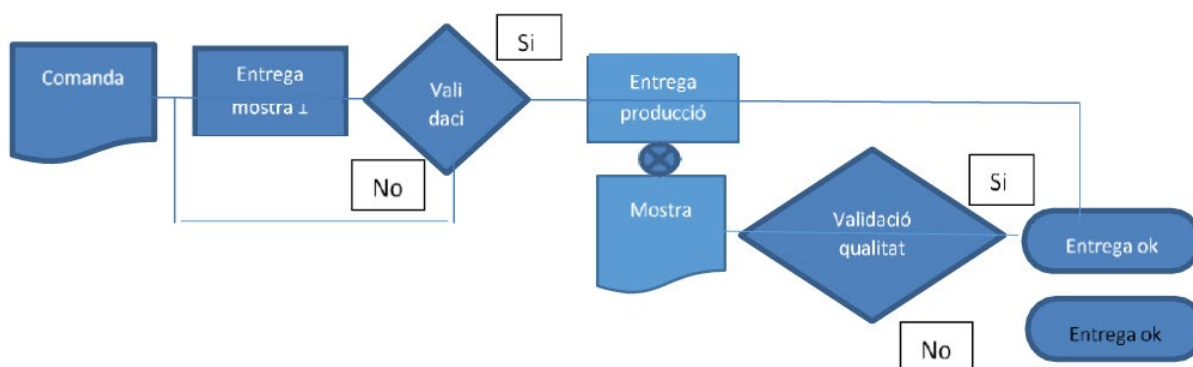 Comanda
Entrega
mostra 1
Vali
daci
Si
No
Entrega
producció
Mostra
Validació
qualitat
Si
No
Entrega ok
Entrega ok